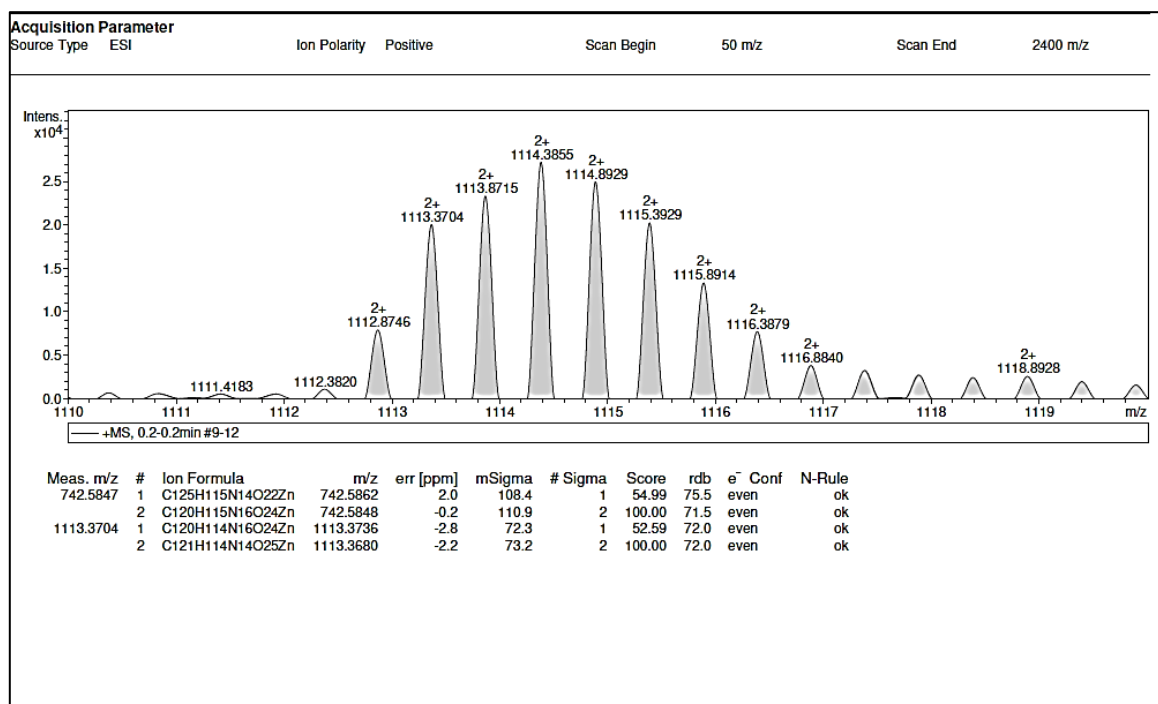 Acquisition Parameter
Source Type ESI Ion Polarity Positive Scan Begin 50 m/z Scan End 2400 m/z
Intens.
x10⁴
2.5
2.0
1.5
1.0
0.5
0.0
1111.4183
1112.3820
2+
1112.8746
2+
1113.3704
2+
1113.8715
2+
1114.3855
2+
1114.8929
2+
1115.3929
2+
1115.8914
2+
1116.3879
2+
1116.8840
2+
1118.8928
1110 1111 1112 1113 1114 1115 1116 1117 1118 1119 m/z
+MS, 0.2-0.2min #9-12
Meas. m/z # Ion Formula m/z err [ppm] mSigma # Sigma Score rdb e⁻ Conf N-Rule
742.5847 1 C125H115N14O22Zn 742.5862 2.0 108.4 1 54.99 75.5 even ok
2 C120H115N16O24Zn 742.5848 -0.2 110.9 2 100.00 71.5 even ok
1113.3704 1 C120H114N16O24Zn 1113.3736 -2.8 72.3 1 52.59 72.0 even ok
2 C121H114N14O25Zn 1113.3680 -2.2 73.2 2 100.00 72.0 even ok